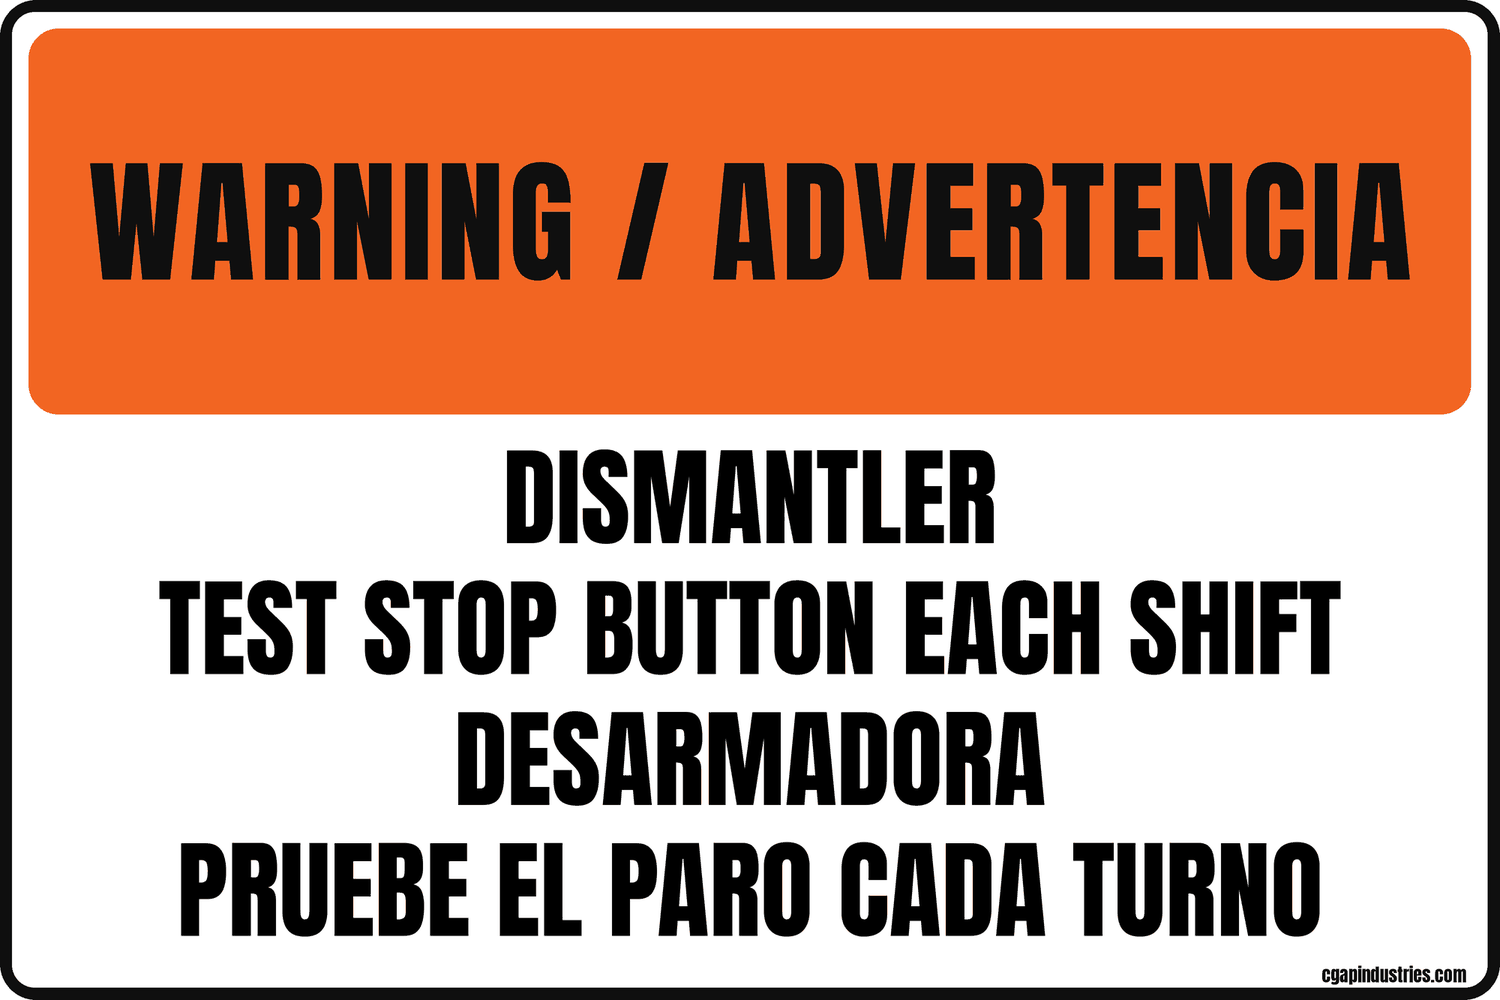 WARNING / ADVERTENCIA
DISMANTLER
TEST STOP BUTTON EACH SHIFT
DESARMADORA
PRUEBE EL PARO CADA TURNO
cgapindustries.com